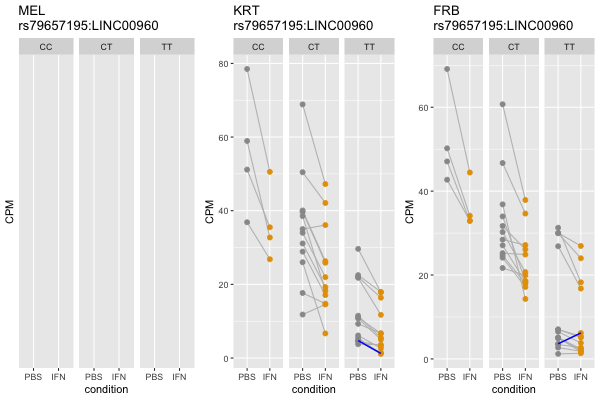 MEL
rs79657195:LINC00960
CC CT TT
CPM
PBS IFN PBS IFN PBS IFN
condition
KRT
rs79657195:LINC00960
CC CT TT
80
60
40
20
0
CPM
PBS IFN PBS IFN PBS IFN
condition
FRB
rs79657195:LINC00960
CC CT TT
60
40
20
0
CPM
PBS IFN PBS IFN PBS IFN
condition